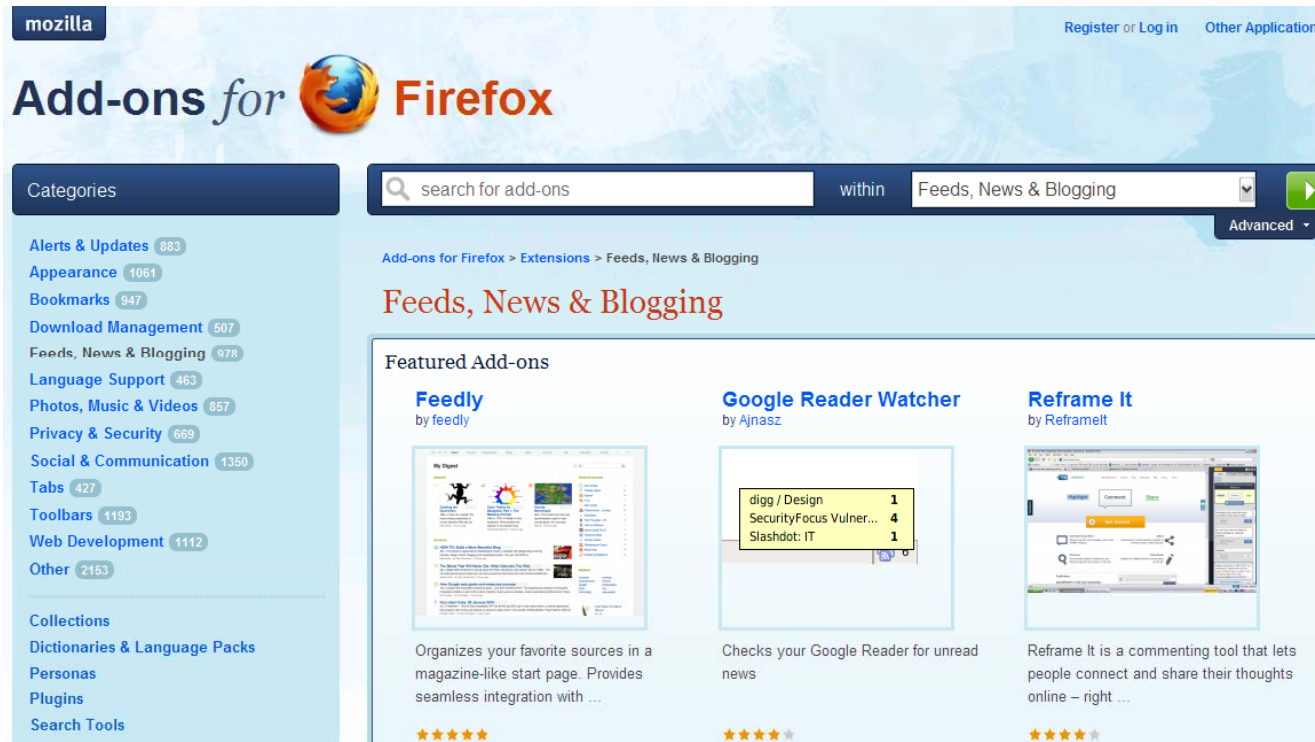 mozilla
Register or Log in Other Application
Add-ons for Firefox
Categories
search for add-ons within Feeds, News & Blogging
Advanced
Alerts & Updates 883
Appearance 1061
Bookmarks 947
Download Management 507
Feeds, News & Blogging 978
Language Support 463
Photos, Music & Videos 857
Privacy & Security 669
Social & Communication 1350
Tabs 427
Toolbars 1193
Web Development 1112
Other 2153
Collections
Dictionaries & Language Packs
Personas
Plugins
Search Tools
Add-ons for Firefox > Extensions > Feeds, News & Blogging
Feeds, News & Blogging
Featured Add-ons
Feedly
by feedly
My Digest
Organizes your favorite sources in a
magazine-like start page. Provides
seamless integration with ...
Google Reader Watcher
by Ajnasz
digg / Design 1
SecurityFocus Vulner... 4
Slashdot: IT 1
6
Checks your Google Reader for unread
news
Reframe It
by ReframeIt
Highlight Comment Share
Reframe It is a commenting tool that lets
people connect and share their thoughts
online – right ...